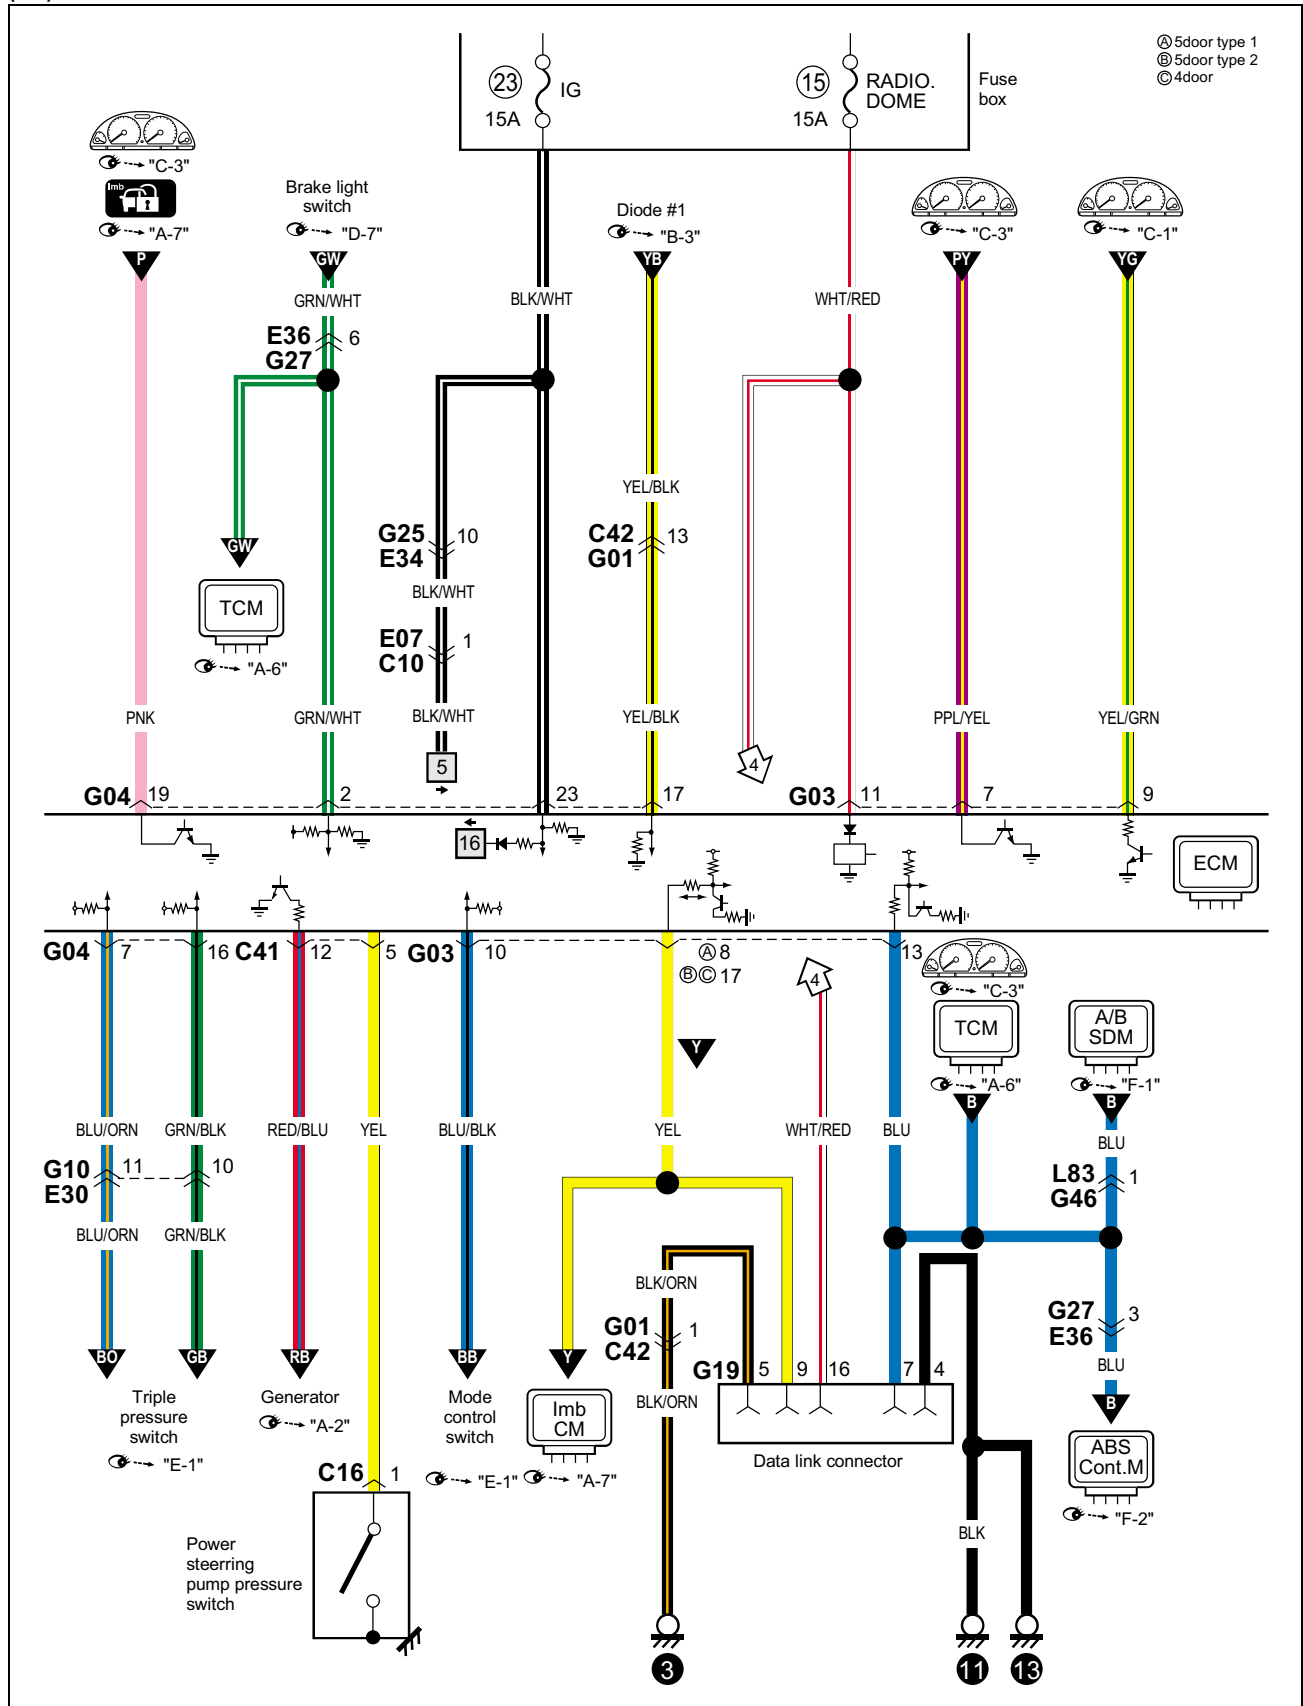 Ⓐ 5door type 1
Ⓑ 5door type 2
Ⓒ 4door
23 IG
15A
15 RADIO.
DOME
15A
Fuse
box
"C-3"
Imb
"A-7"
Brake light
switch
"D-7"
Diode #1
"B-3"
"C-3"
"C-1"
P GW YB PY YG
GRN/WHT BLK/WHT WHT/RED
E36 6
G27
YEL/BLK
G25 10
E34
C42 13
G01
GW
TCM
"A-6"
BLK/WHT
E07 1
C10
PNK GRN/WHT BLK/WHT YEL/BLK PPL/YEL YEL/GRN
5
4
G04 19 2 23 17 G03 11 7 9
16
ECM
G04 7 16 C41 12 5 G03 10 Ⓐ 8 13
ⒷⒸ 17
4
"C-3"
TCM
"A-6"
A/B
SDM
"F-1"
Y
B B
BLU/ORN GRN/BLK RED/BLU YEL BLU/BLK YEL WHT/RED BLU BLU
G10 11 10
E30
L83 1
G46
BLU/ORN GRN/BLK
BLK/ORN
G01 1
C42
G27 3
E36
G19 5 9 16 7 4
BLU
BO GB RB BB Y B
BLK/ORN
Triple
pressure
switch
"E-1"
Generator
"A-2"
Mode
control
switch
"E-1"
Imb
CM
"A-7"
Data link connector
ABS
Cont.M
"F-2"
C16 1
BLK
Power
steerring
pump pressure
switch
3 11 13